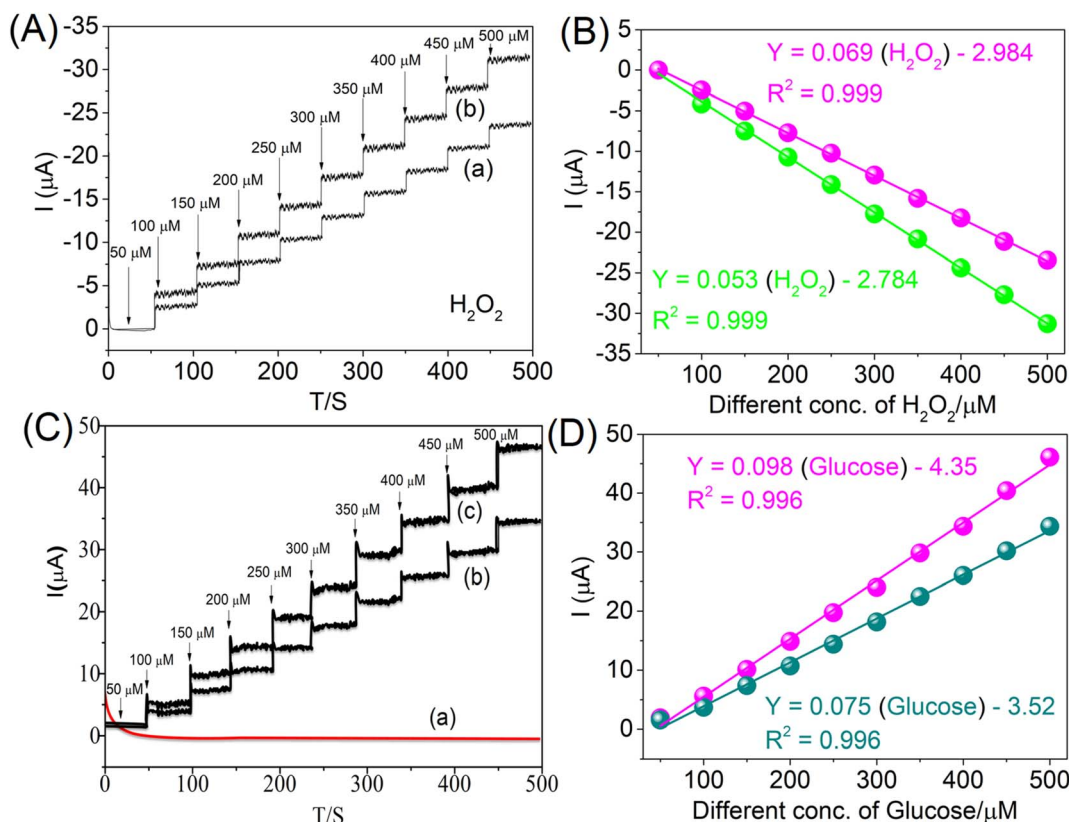 (A)
-35
-30
-25
-20
-15
-10
-5
0
I (µA)
50 µM
100 µM
150 µM
200 µM
250 µM
300 µM
350 µM
400 µM
450 µM
500 µM
(b)
(a)
H₂O₂
0 100 200 300 400 500
T/S
(B)
Y = 0.069 (H₂O₂) - 2.984
R² = 0.999
0
-5
-10
-15
-20
-25
-30
-35
I (µA)
Y = 0.053 (H₂O₂) - 2.784
R² = 0.999
100 200 300 400 500
Different conc. of H₂O₂/µM
(C)
50
40
30
20
10
0
I(µA)
50 µM
100 µM
150 µM
200 µM
250 µM
300 µM
350 µM
400 µM
450 µM
500 µM
(c)
(b)
(a)
0 100 200 300 400 500
T/S
(D)
50
40
30
20
10
0
I (µA)
Y = 0.098 (Glucose) - 4.35
R² = 0.996
Y = 0.075 (Glucose) - 3.52
R² = 0.996
100 200 300 400 500
Different conc. of Glucose/µM